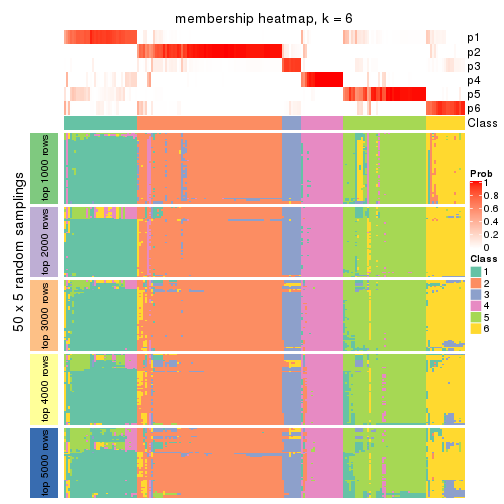 membership heatmap, k = 6
p1
p2
p3
p4
p5
p6
Class
50 x 5 random samplings
top 1000 rows
top 2000 rows
top 3000 rows
top 4000 rows
top 5000 rows
Prob
1
0.8
0.6
0.4
0.2
0
Class
1
2
3
4
5
6